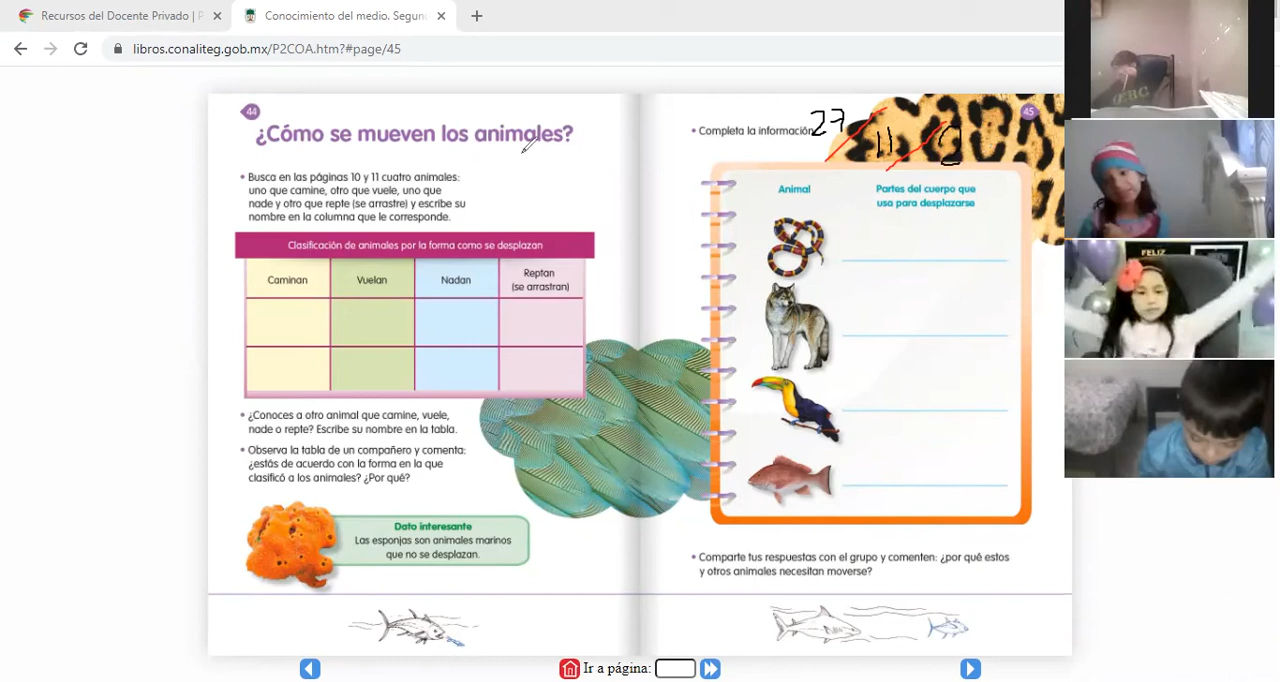 Recursos del Docente Privado | P
Conocimiento del medio. Segun
libros.conaliteg.gob.mx/P2COA.htm?#page/45
44
¿Cómo se mueven los animales?
• Busca en las páginas 10 y 11 cuatro animales:
uno que camine, otro que vuele, uno que
nade y otro que repte (se arrastre) y escribe su
nombre en la columna que le corresponde.
Clasificación de animales por la forma como se desplazan
Caminan
Vuelan
Nadan
Reptan
(se arrastran)
• ¿Conoces a otro animal que camine, vuele,
nade o repte? Escribe su nombre en la tabla.
• Observa la tabla de un compañero y comenta:
¿estás de acuerdo con la forma en la que
clasificó a los animales? ¿Por qué?
Dato interesante
Las esponjas son animales marinos
que no se desplazan.
45
• Completa la información.
27
11
Animal
Partes del cuerpo que
usa para desplazarse
• Comparte tus respuestas con el grupo y comenten: ¿por qué estos
y otros animales necesitan moverse?
Ir a página:
FELIZ